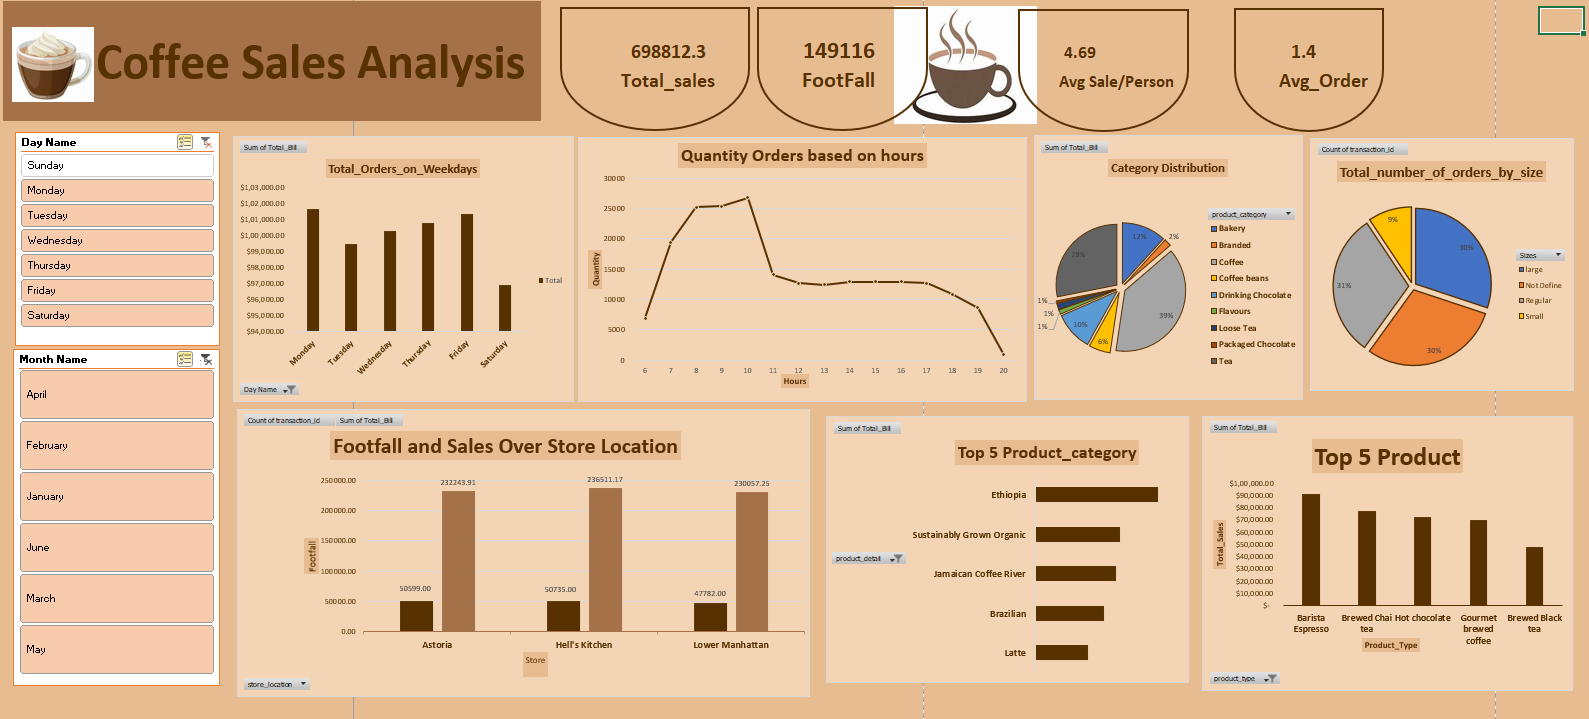 Coffee Sales Analysis
698812.3
Total_sales
149116
FootFall
4.69
Avg Sale/Person
1.4
Avg_Order
Day Name
Sunday
Monday
Tuesday
Wednesday
Thursday
Friday
Saturday
Month Name
April
February
January
June
March
May
Sum of Total_Bill
Total_Orders_on_Weekdays
$1,03,000.00
$1,02,000.00
$1,01,000.00
$1,00,000.00
$99,000.00
$98,000.00
$97,000.00
$96,000.00
$95,000.00
$94,000.00
Monday
Tuesday
Wednesday
Thursday
Friday
Saturday
Total
Day Name
Quantity Orders based on hours
30000
25000
20000
15000
10000
5000
0
Quantity
6 7 8 9 10 11 12 13 14 15 16 17 18 19 20
Hours
Sum of Total_Bill
Category Distribution
12%
2%
39%
6%
10%
1%
1%
1%
28%
product_category
Bakery
Branded
Coffee
Coffee beans
Drinking Chocolate
Flavours
Loose Tea
Packaged Chocolate
Tea
Count of transaction_id
Total_number_of_orders_by_size
9%
30%
31%
30%
Sizes
large
Not Define
Regular
Small
Count of transaction_id Sum of Total_Bill
Footfall and Sales Over Store Location
250000.00
200000.00
150000.00
100000.00
50000.00
0.00
Footfall
50599.00
232243.91
50735.00
236511.17
47782.00
230057.25
Astoria
Hell's Kitchen
Lower Manhattan
Store
store_location
Sum of Total_Bill
Top 5 Product_category
Ethiopia
Sustainably Grown Organic
product_detail
Jamaican Coffee River
Brazilian
Latte
Sum of Total_Bill
Top 5 Product
$1,00,000.00
$90,000.00
$80,000.00
$70,000.00
$60,000.00
$50,000.00
$40,000.00
$30,000.00
$20,000.00
$10,000.00
$-
Total_Sales
Barista
Espresso
Brewed Chai
tea
Hot chocolate
Gourmet
brewed
coffee
Brewed Black
tea
Product_Type
product_type